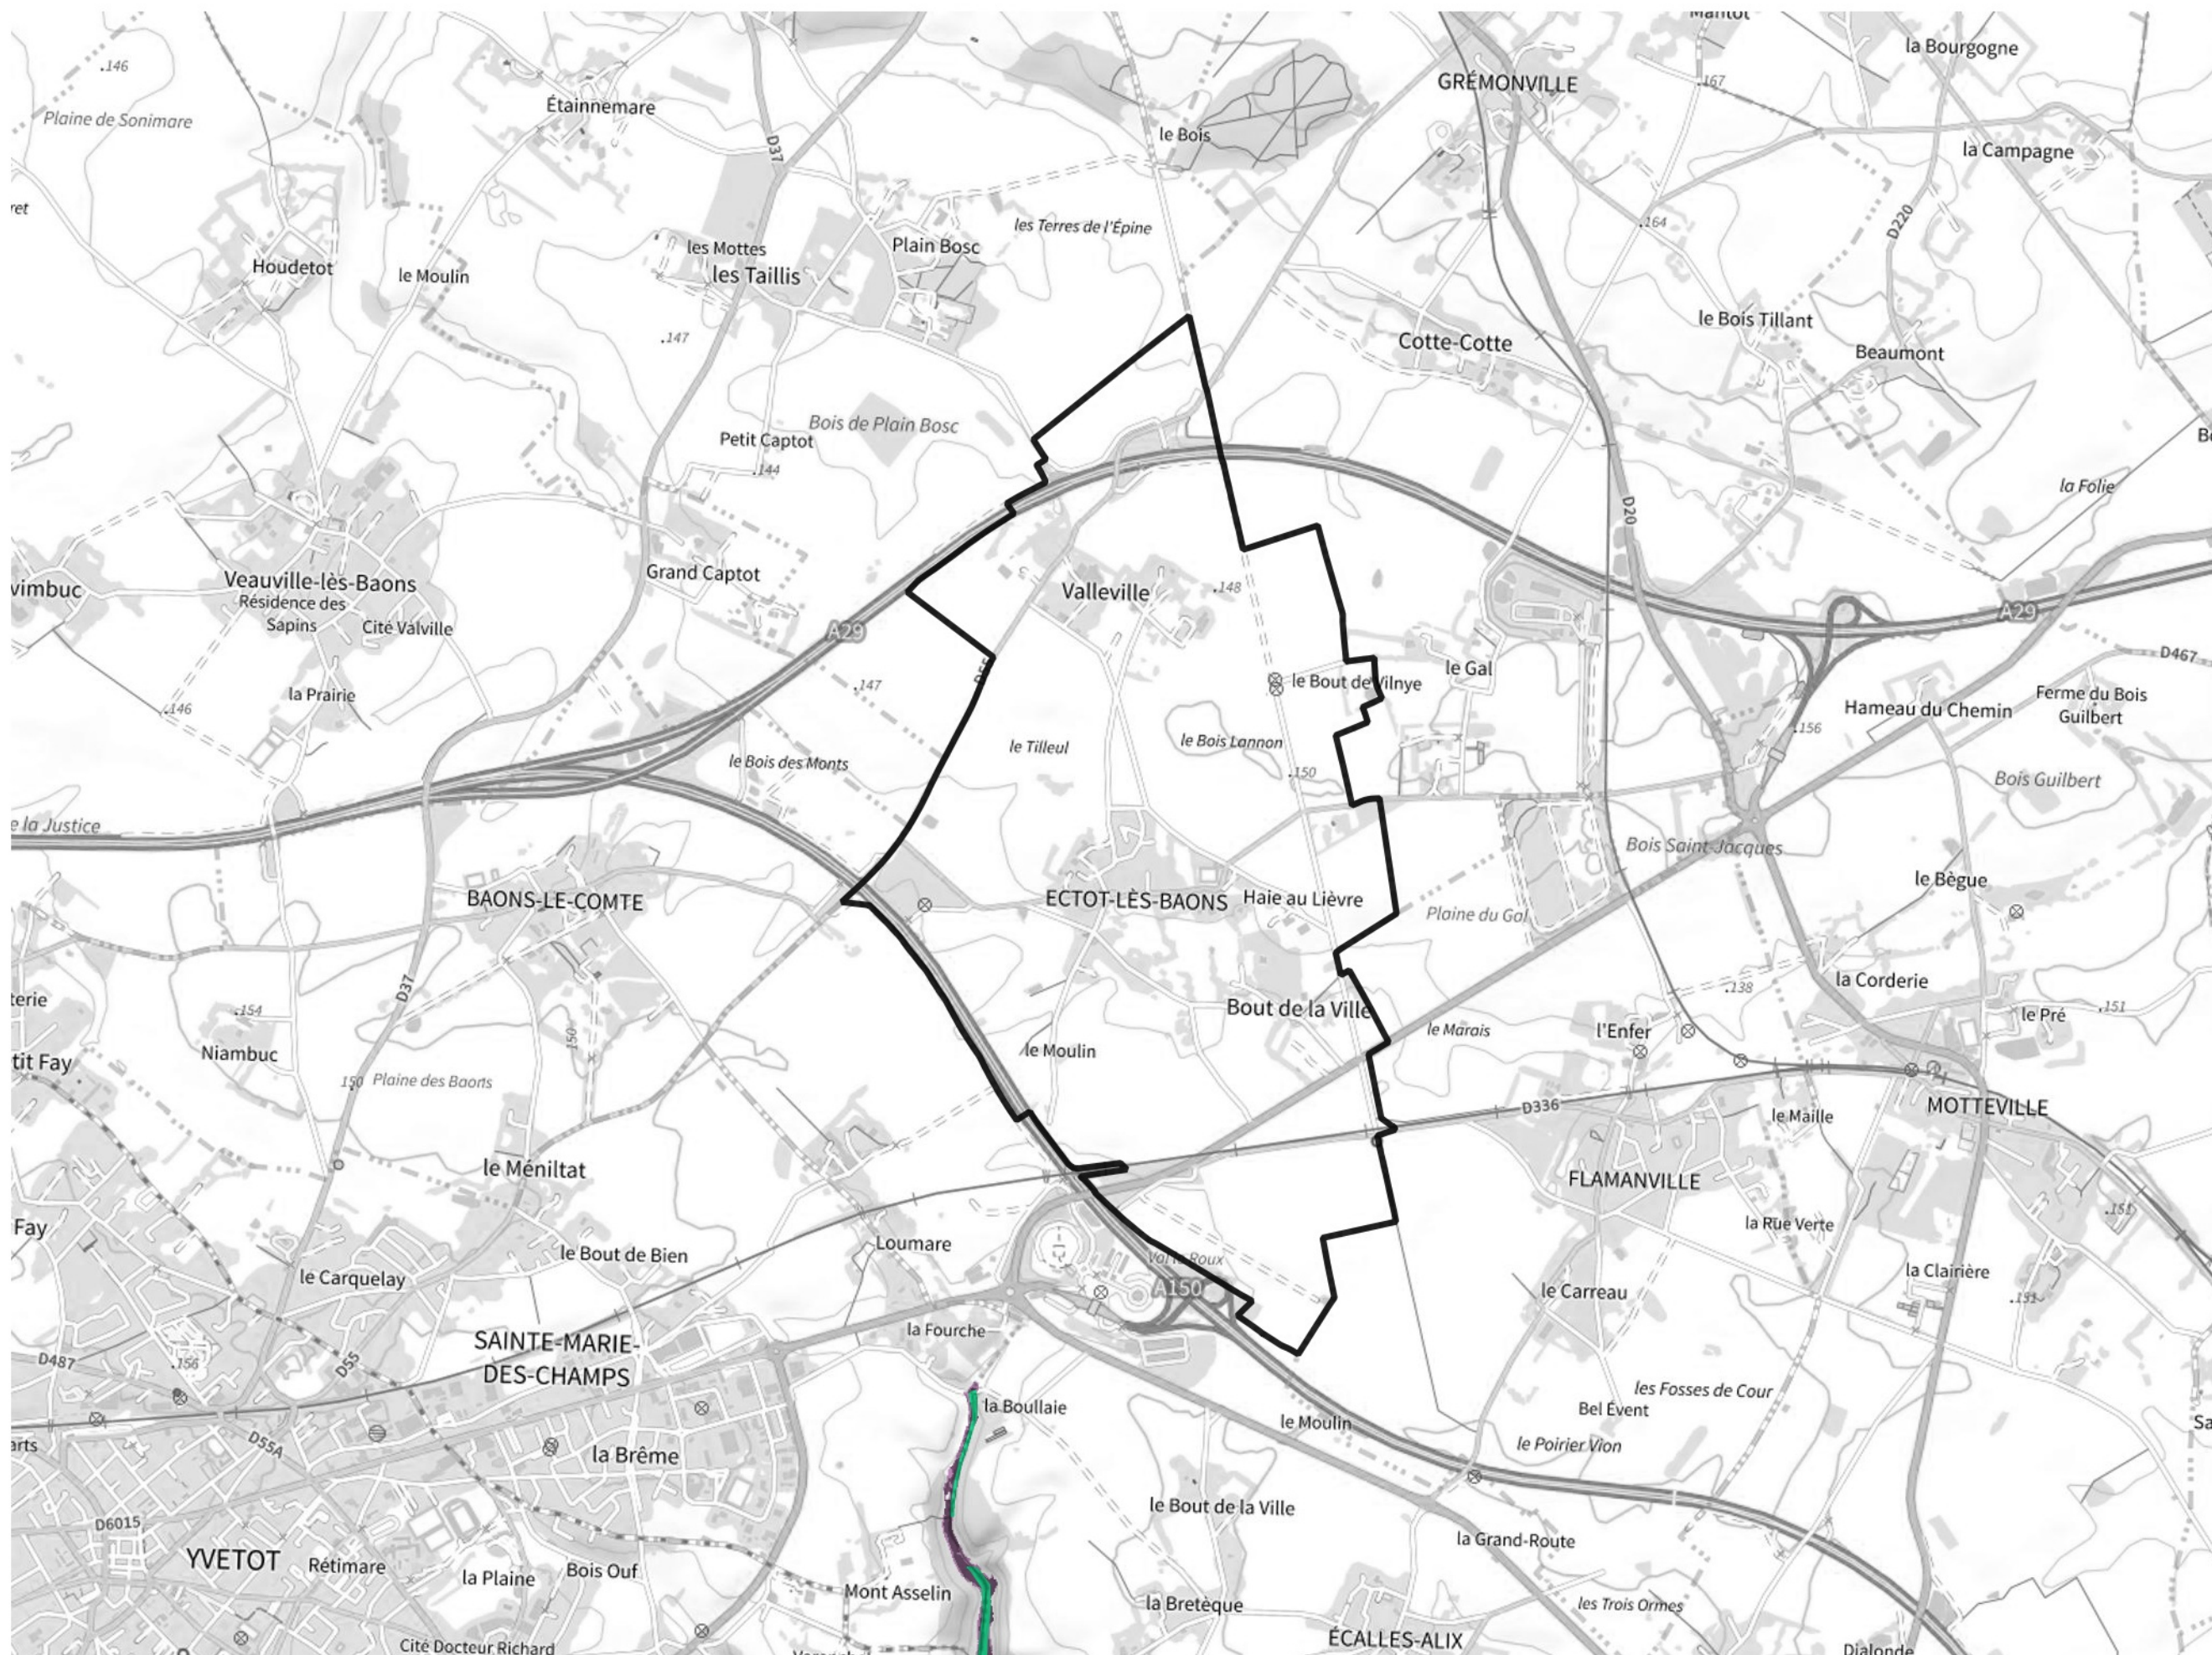 Mantot
la Bourgogne
.146
GRÉMONVILLE
.167
Étainnemare
Plaine de Sonimare
le Bois
D37
la Campagne
ret
les Terres de l'Épine
.164
D220
les Mottes
Plain Bosc
Houdetot
le Moulin
les Taillis
le Bois Tillant
.147
Cotte-Cotte
Beaumont
Bois de Plain Bosc
Petit Captot
.144
la Folie
D20
Grand Captot
Veauville-lès-Baons
vimbuc
Valleville
.148
Résidence des
Sapins
Cité Valville
A29
A29
D467
le Gal
la Prairie
.147
D55
le Bout de Vilnye
Ferme du Bois
Guilbert
.146
Hameau du Chemin
.156
le Tilleul
le Bois Lannon
le Bois des Monts
.150
Bois Guilbert
e la Justice
Bois Saint-Jacques
le Bègue
BAONS-LE-COMTE
ECTOT-LÈS-BAONS
Haie au Lièvre
Plaine du Gal
D37
la Corderie
.138
terie
.154
Bout de la Ville
.151
le Pré
150
le Marais
l'Enfer
Niambuc
le Moulin
tit Fay
150
Plaine des Baons
D336
MOTTEVILLE
le Maille
le Méniltat
FLAMANVILLE
.151
Fay
la Rue Verte
Loumare
le Bout de Bien
Val le Roux
le Carquelay
A150
la Clairière
le Carreau
.151
la Fourche
SAINTE-MARIE-
DES-CHAMPS
D487
.156
D55
les Fosses de Cour
la Boullaie
Bel Évent
le Moulin
arts
D55A
le Poirier Vion
Sa
la Brême
le Bout de la Ville
D6015
la Grand-Route
YVETOT
Rétimare
la Plaine
Bois Ouf
Mont Asselin
la Bretèque
les Trois Ormes
ÉCALLES-ALIX
Cité Docteur Richard
Dialonde